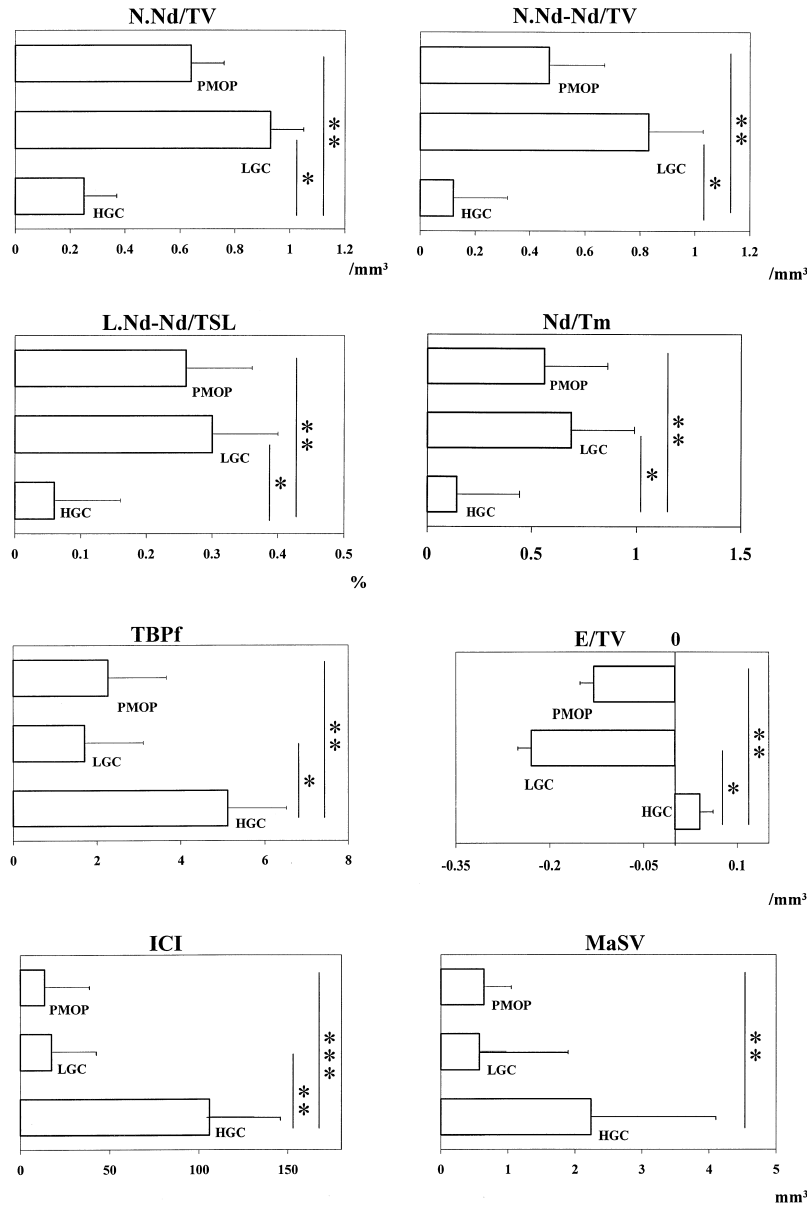 N.Nd/TV
PMOP
LGC
HGC
**
*
0 0.2 0.4 0.6 0.8 1 1.2
/mm³
N.Nd-Nd/TV
PMOP
LGC
HGC
**
*
0 0.2 0.4 0.6 0.8 1 1.2
/mm³
L.Nd-Nd/TSL
PMOP
LGC
HGC
**
*
0 0.1 0.2 0.3 0.4 0.5
%
Nd/Tm
PMOP
LGC
HGC
**
*
0 0.5 1 1.5
TBPf
PMOP
LGC
HGC
**
*
0 2 4 6 8
E/TV 0
PMOP
LGC
HGC
**
*
-0.35 -0.2 -0.05 0.1
/mm³
ICI
PMOP
LGC
HGC
***
**
0 50 100 150
MaSV
PMOP
LGC
HGC
**
0 1 2 3 4 5
mm³